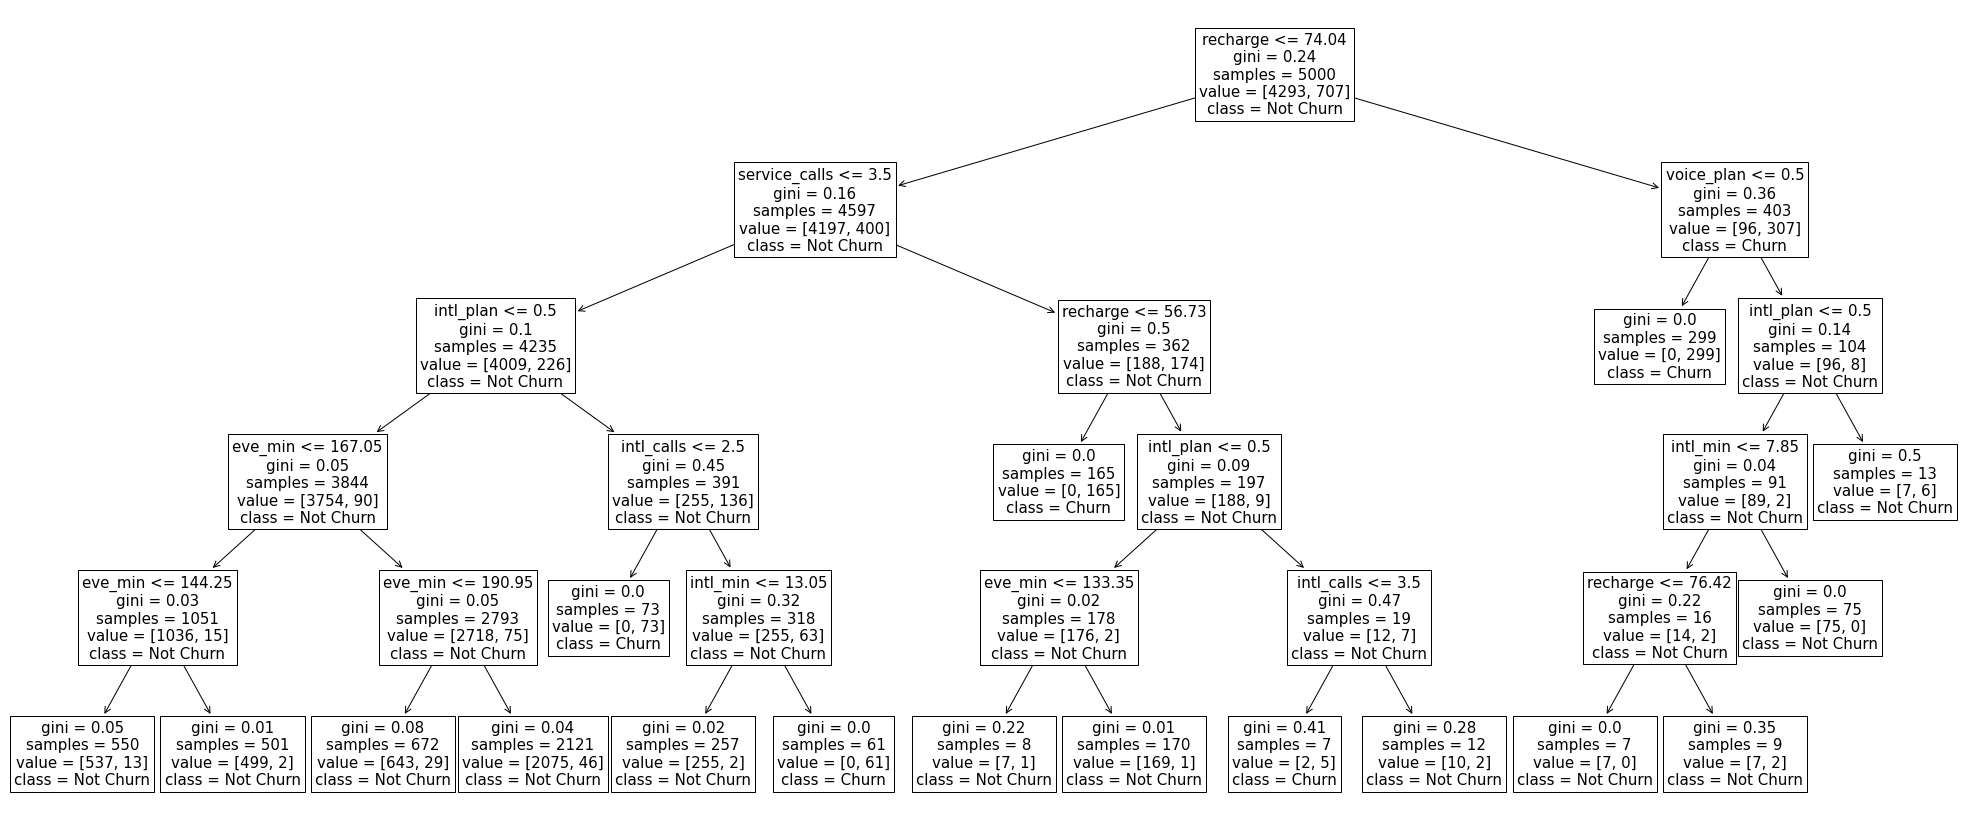 recharge <= 74.04
gini = 0.24
samples = 5000
value = [4293, 707]
class = Not Churn
service_calls <= 3.5
gini = 0.16
samples = 4597
value = [4197, 400]
class = Not Churn
voice_plan <= 0.5
gini = 0.36
samples = 403
value = [96, 307]
class = Churn
intl_plan <= 0.5
gini = 0.1
samples = 4235
value = [4009, 226]
class = Not Churn
recharge <= 56.73
gini = 0.5
samples = 362
value = [188, 174]
class = Not Churn
gini = 0.0
samples = 299
value = [0, 299]
class = Churn
intl_plan <= 0.5
gini = 0.14
samples = 104
value = [96, 8]
class = Not Churn
eve_min <= 167.05
gini = 0.05
samples = 3844
value = [3754, 90]
class = Not Churn
intl_calls <= 2.5
gini = 0.45
samples = 391
value = [255, 136]
class = Not Churn
gini = 0.0
samples = 165
value = [0, 165]
class = Churn
intl_plan <= 0.5
gini = 0.09
samples = 197
value = [188, 9]
class = Not Churn
intl_min <= 7.85
gini = 0.04
samples = 91
value = [89, 2]
class = Not Churn
gini = 0.5
samples = 13
value = [7, 6]
class = Not Churn
eve_min <= 144.25
gini = 0.03
samples = 1051
value = [1036, 15]
class = Not Churn
eve_min <= 190.95
gini = 0.05
samples = 2793
value = [2718, 75]
class = Not Churn
gini = 0.0
samples = 73
value = [0, 73]
class = Churn
intl_min <= 13.05
gini = 0.32
samples = 318
value = [255, 63]
class = Not Churn
eve_min <= 133.35
gini = 0.02
samples = 178
value = [176, 2]
class = Not Churn
intl_calls <= 3.5
gini = 0.47
samples = 19
value = [12, 7]
class = Not Churn
recharge <= 76.42
gini = 0.22
samples = 16
value = [14, 2]
class = Not Churn
gini = 0.0
samples = 75
value = [75, 0]
class = Not Churn
gini = 0.05
samples = 550
value = [537, 13]
class = Not Churn
gini = 0.01
samples = 501
value = [499, 2]
class = Not Churn
gini = 0.08
samples = 672
value = [643, 29]
class = Not Churn
gini = 0.04
samples = 2121
value = [2075, 46]
class = Not Churn
gini = 0.02
samples = 257
value = [255, 2]
class = Not Churn
gini = 0.0
samples = 61
value = [0, 61]
class = Churn
gini = 0.22
samples = 8
value = [7, 1]
class = Not Churn
gini = 0.01
samples = 170
value = [169, 1]
class = Not Churn
gini = 0.41
samples = 7
value = [2, 5]
class = Churn
gini = 0.28
samples = 12
value = [10, 2]
class = Not Churn
gini = 0.0
samples = 7
value = [7, 0]
class = Not Churn
gini = 0.35
samples = 9
value = [7, 2]
class = Not Churn